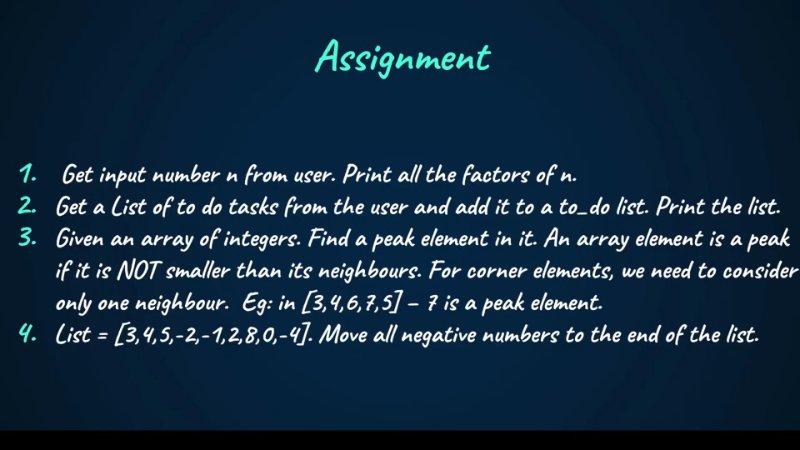 Assignment
1. Get input number n from user. Print all the factors of n.
2. Get a List of to do tasks from the user and add it to a to_do list. Print the list.
3. Given an array of integers. Find a peak element in it. An array element is a peak
if it is NOT smaller than its neighbours. For corner elements, we need to consider
only one neighbour. Eg: in [3,4,6,7,5] – 7 is a peak element.
4. List = [3,4,5,-2,-1,2,8,0,-4]. Move all negative numbers to the end of the list.